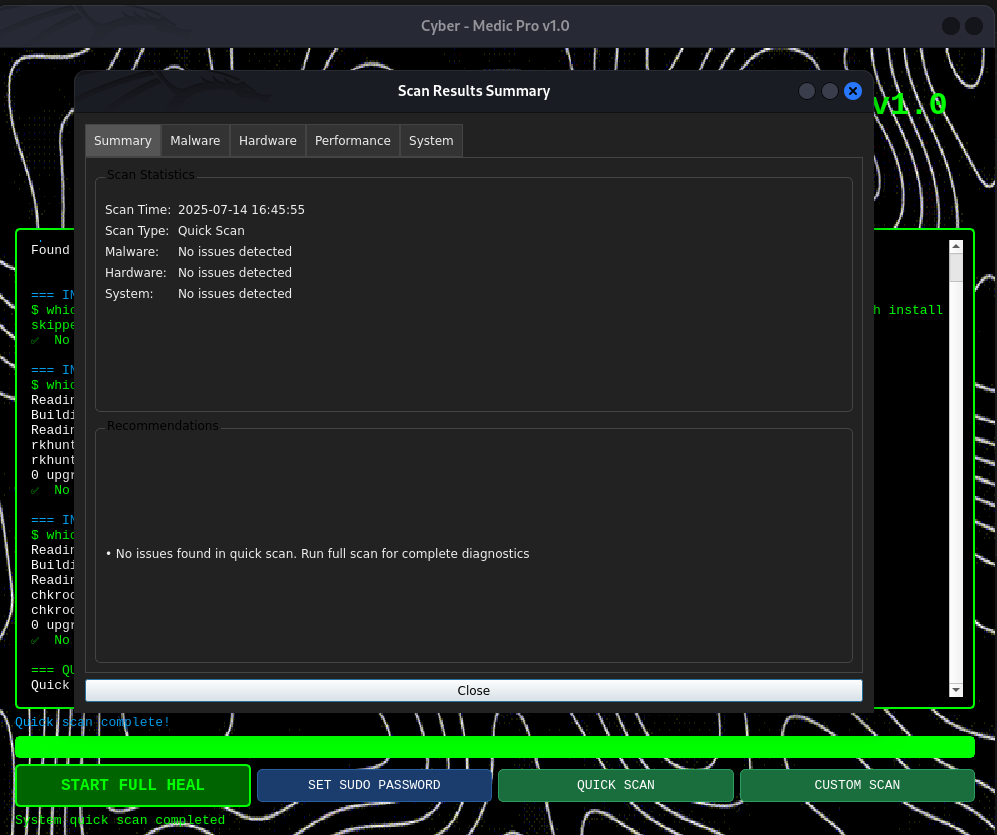 Cyber - Medic Pro v1.0
v1.0
Scan Results Summary
Summary Malware Hardware Performance System
Scan Statistics
Scan Time: 2025-07-14 16:45:55
Scan Type: Quick Scan
Malware: No issues detected
Hardware: No issues detected
System: No issues detected
Recommendations
• No issues found in quick scan. Run full scan for complete diagnostics
Close
Found
=== IN
$ whic h install
skippe
✓ No
=== IN
$ whic
Readin
Buildi
Readin
rkhunt
rkhunt
0 upgr
✓ No
=== IN
$ whic
Readin
Buildi
Readin
chkroo
chkroo
0 upgr
✓ No
=== QU
Quick
Quick scan complete!
START FULL HEAL SET SUDO PASSWORD QUICK SCAN CUSTOM SCAN
System quick scan completed